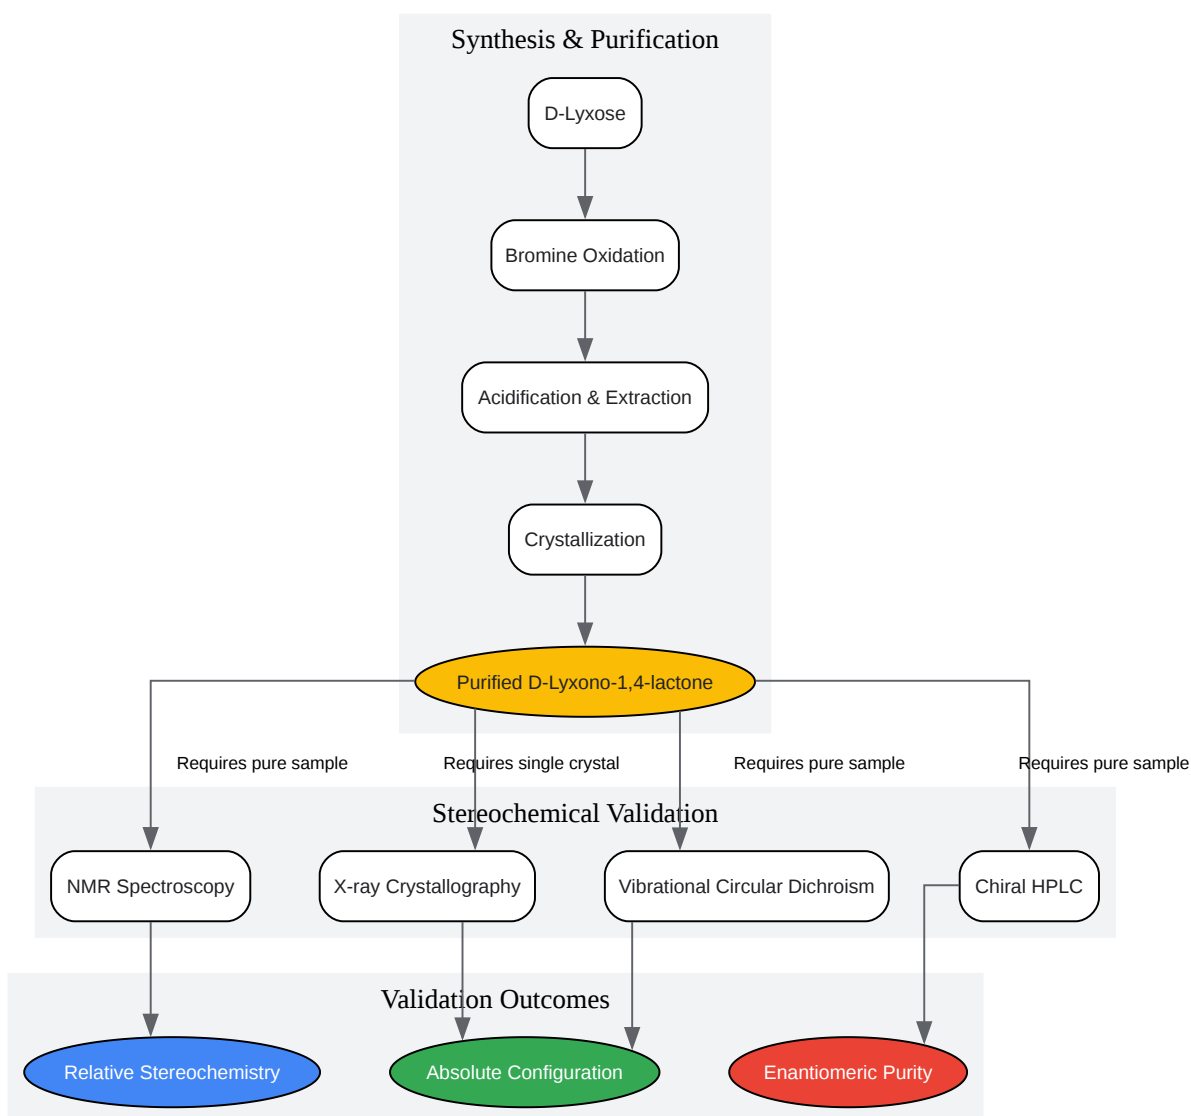 Synthesis & Purification
D-Lyxose
Bromine Oxidation
Acidification & Extraction
Crystallization
Purified D-Lyxono-1,4-lactone
Requires pure sample
Requires single crystal
Requires pure sample
Requires pure sample
Stereochemical Validation
NMR Spectroscopy
X-ray Crystallography
Vibrational Circular Dichroism
Chiral HPLC
Validation Outcomes
Relative Stereochemistry
Absolute Configuration
Enantiomeric Purity